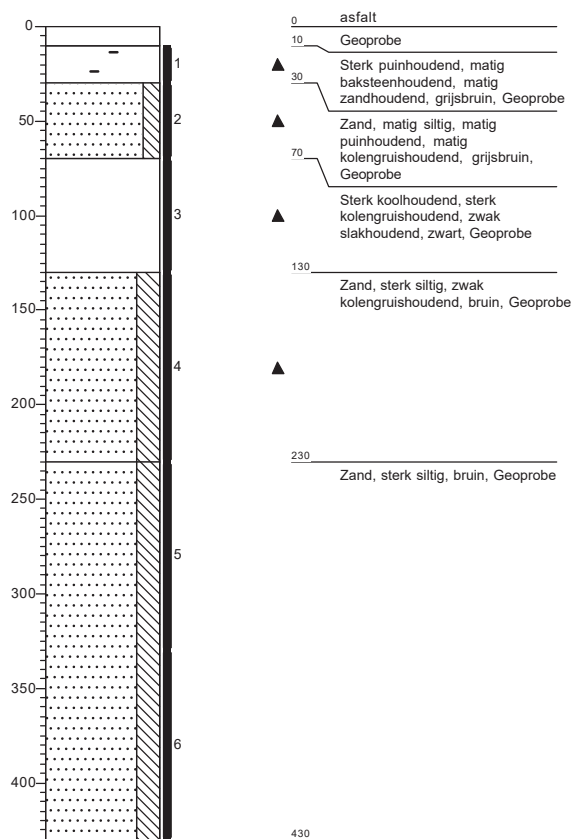 0
50
100
150
200
250
300
350
400
1
2
3
4
5
6
0 asfalt
10 Geoprobe
Sterk puinhoudend, matig
30 baksteenhoudend, matig
zandhoudend, grijsbruin, Geoprobe
Zand, matig siltig, matig
puinhoudend, matig
70 kolengruishoudend, grijsbruin,
Geoprobe
Sterk koolhoudend, sterk
kolengruishoudend, zwak
slakhoudend, zwart, Geoprobe
130
Zand, sterk siltig, zwak
kolengruishoudend, bruin, Geoprobe
230
Zand, sterk siltig, bruin, Geoprobe
430